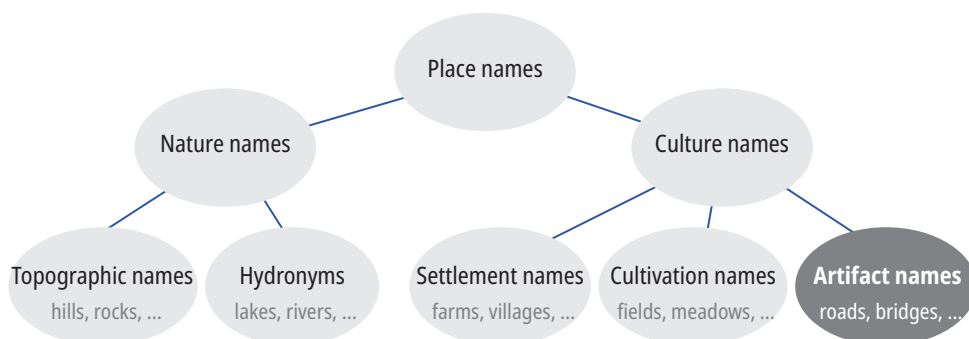 Place names
Nature names
Culture names
Topographic names
hills, rocks, ...
Hydronyms
lakes, rivers, ...
Settlement names
farms, villages, ...
Cultivation names
fields, meadows, ...
Artifact names
roads, bridges, ...